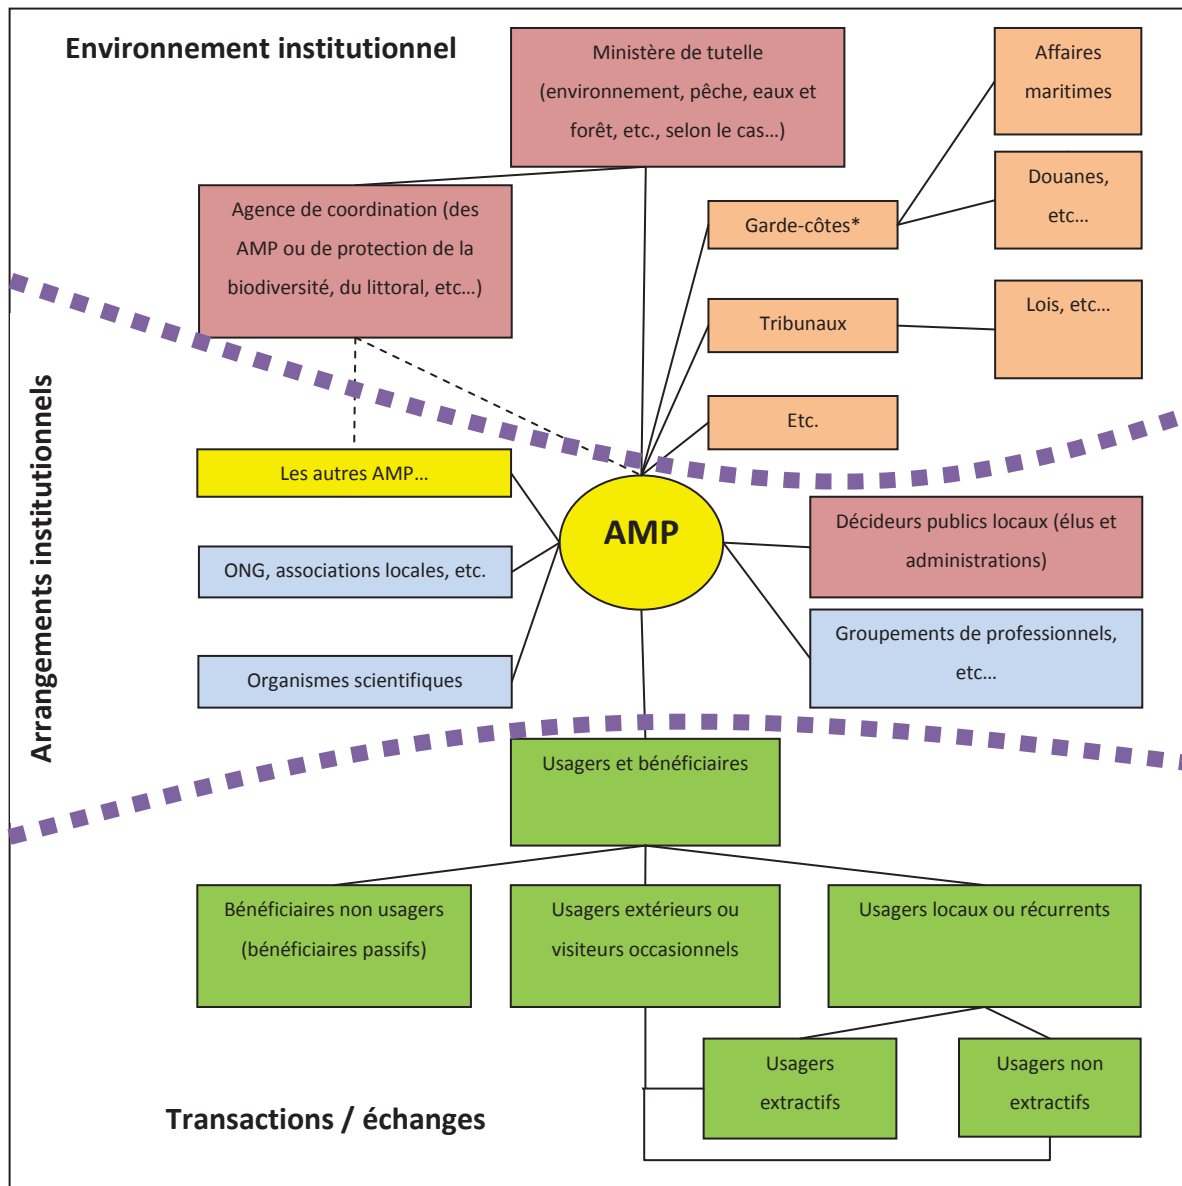 Environnement institutionnel
Ministère de tutelle
(environnement, pêche, eaux et
forêt, etc., selon le cas…)
Affaires
maritimes
Agence de coordination (des
AMP ou de protection de la
biodiversité, du littoral, etc…)
Garde-côtes*
Douanes,
etc…
Tribunaux
Lois, etc…
Etc.
Arrangements institutionnels
Les autres AMP…
AMP
ONG, associations locales, etc.
Organismes scientifiques
Décideurs publics locaux (élus et
administrations)
Groupements de professionnels,
etc…
Usagers et bénéficiaires
Bénéficiaires non usagers
(bénéficiaires passifs)
Usagers extérieurs ou
visiteurs occasionnels
Usagers locaux ou récurrents
Usagers
extractifs
Usagers non
extractifs
Transactions / échanges